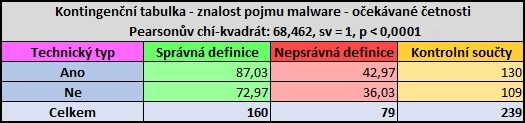 Kontingenční tabulka - znalost pojmu malware - očekávané četnosti
Pearsonův chí-kvadrát: 68,462, sv = 1, p < 0,0001
Technický typ Správná definice Nepsrávná definice Kontrolní součty
Ano 87,03 42,97 130
Ne 72,97 36,03 109
Celkem 160 79 239